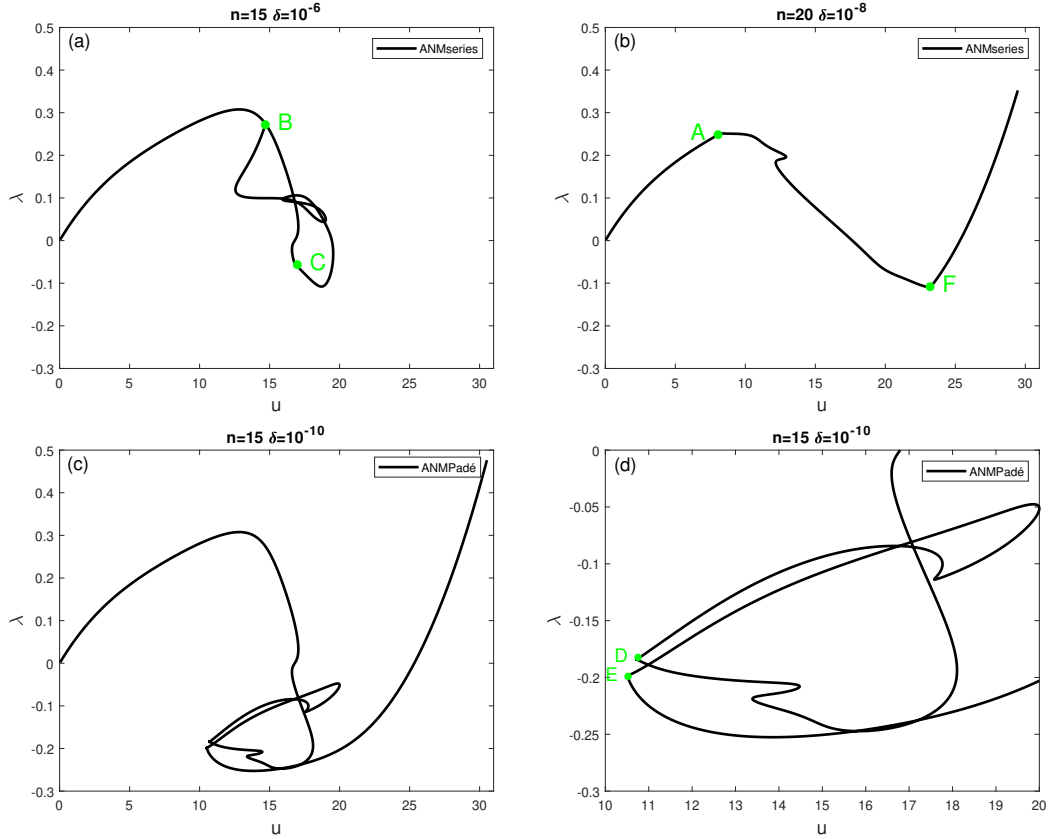 n=15 δ=10^-6
(a)
ANMseries
0.5
0.4
0.3
0.2
0.1
0
-0.1
-0.2
-0.3
λ
B
C
0 5 10 15 20 25 30
u
n=20 δ=10^-8
(b)
ANMseries
0.5
0.4
0.3
0.2
0.1
0
-0.1
-0.2
-0.3
λ
A
F
0 5 10 15 20 25 30
u
n=15 δ=10^-10
(c)
ANMPadé
0.5
0.4
0.3
0.2
0.1
0
-0.1
-0.2
-0.3
λ
0 5 10 15 20 25 30
u
n=15 δ=10^-10
(d)
ANMPadé
0
-0.05
-0.1
-0.15
-0.2
-0.25
-0.3
λ
D
E
10 11 12 13 14 15 16 17 18 19 20
u